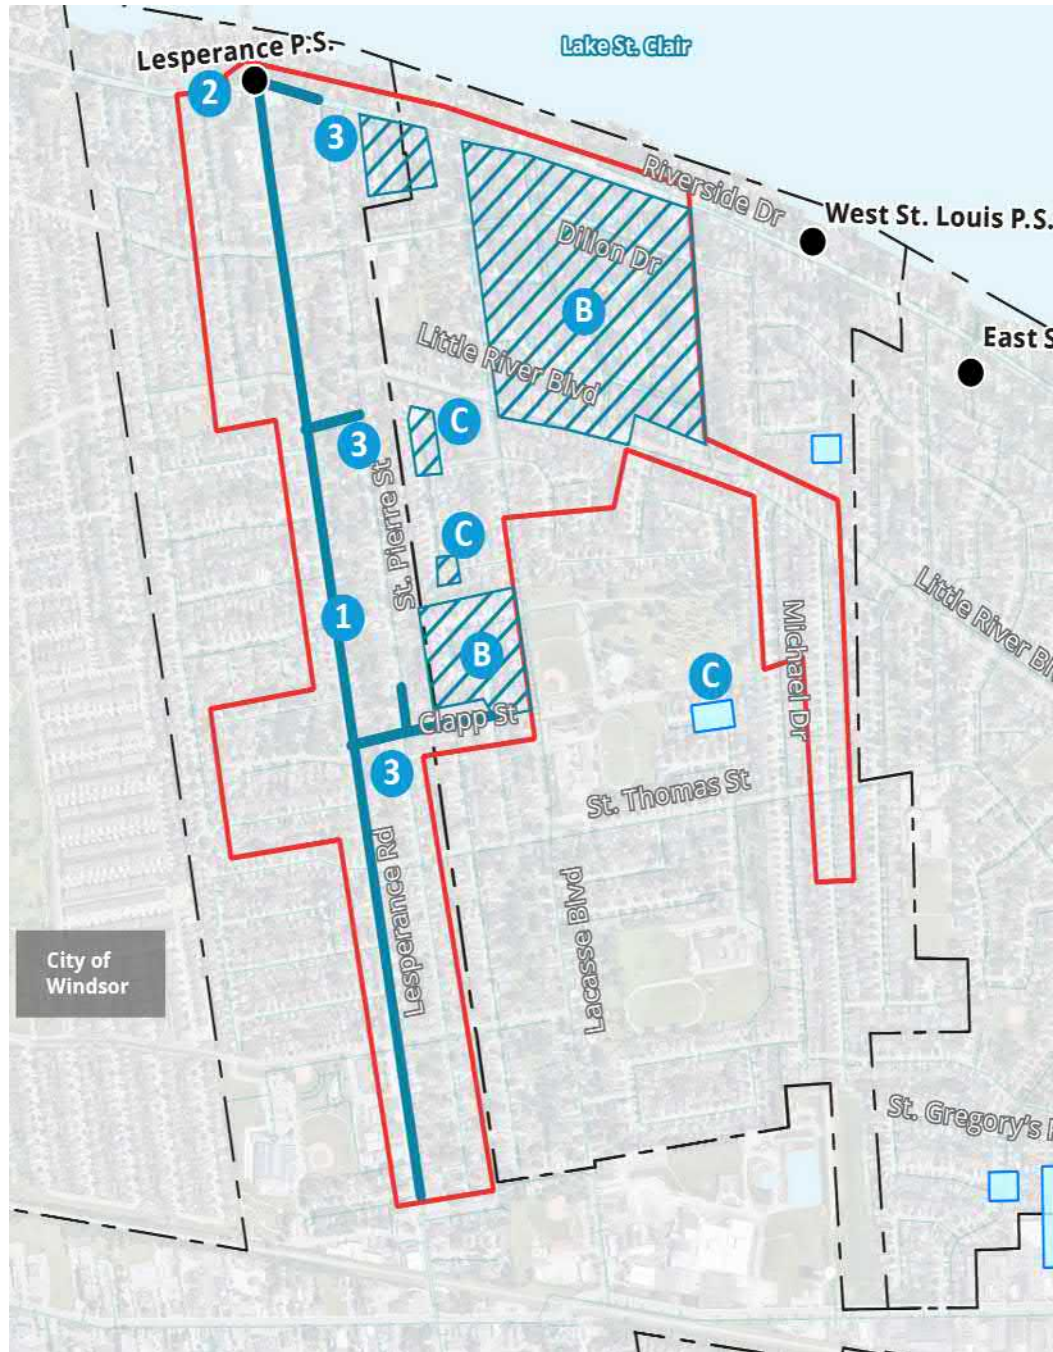 Lake St. Clair
Lesperance P.S.
2
3
Riverside Dr
West St. Louis P.S.
Dillon Dr
B
East S
Little River Blvd
C
3
St. Pierre St
C
Little River Bl
1
Michael Dr
B
C
Clapp St
3
St. Thomas St
Lesperance Rd
Lacasse Blvd
City of
Windsor
St. Gregory's